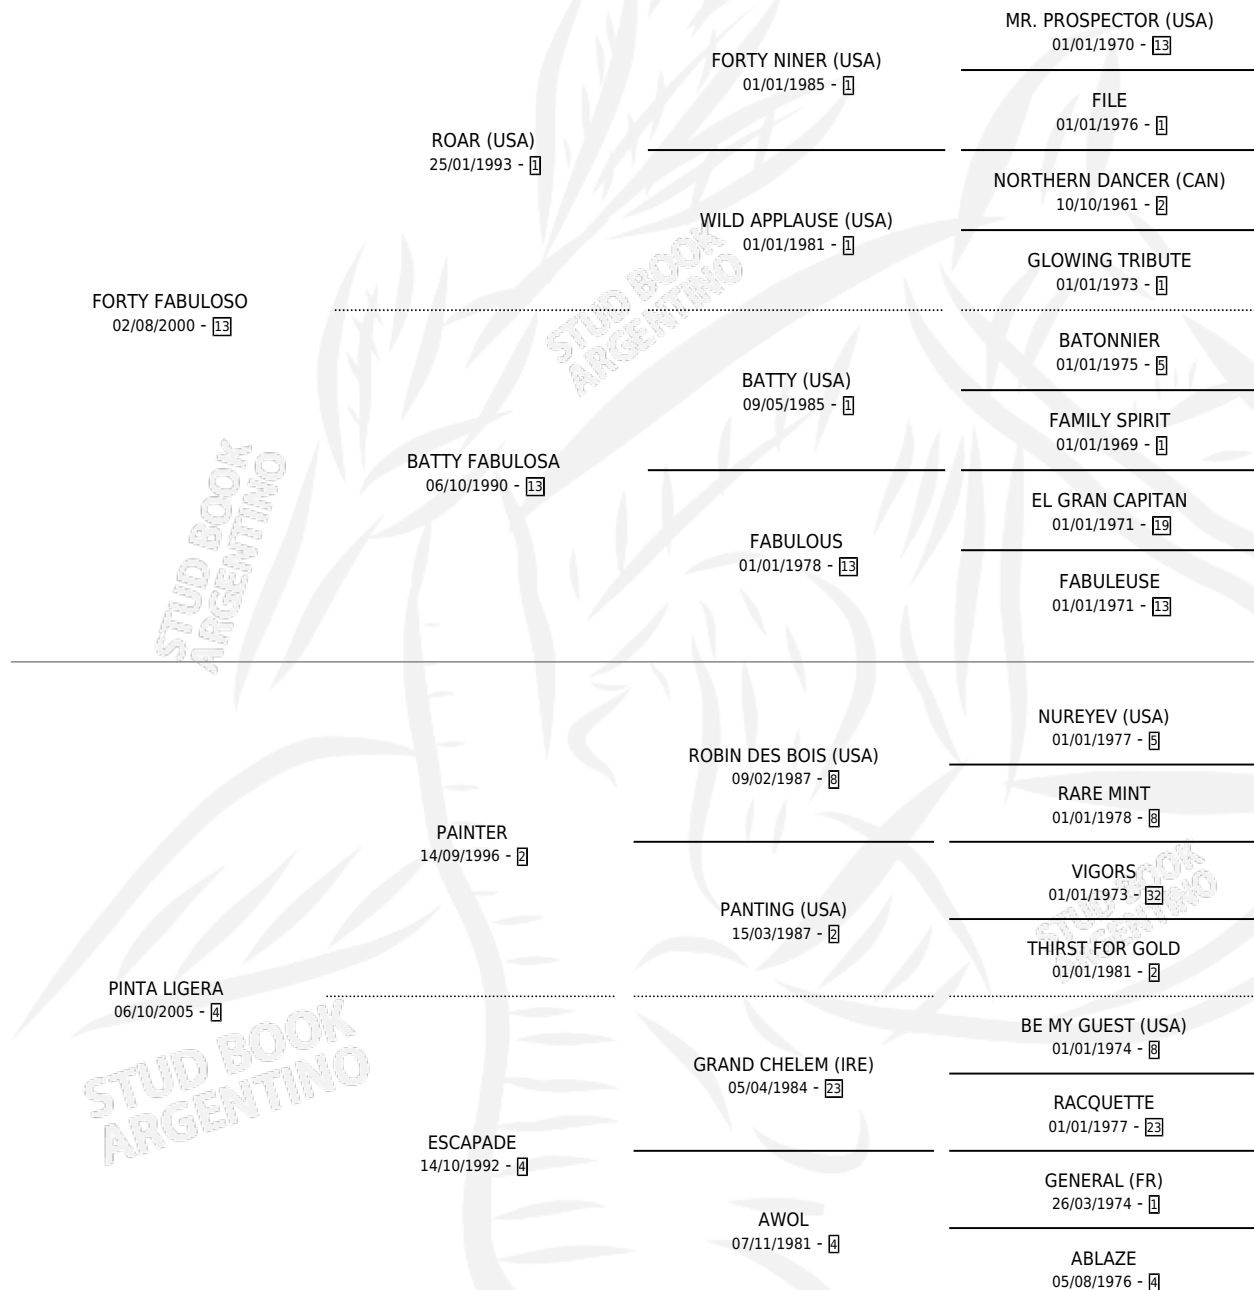 MR. PROSPECTOR (USA)
01/01/1970 - 13
FORTY NINER (USA)
01/01/1985 - 1
FILE
01/01/1976 - 1
ROAR (USA)
25/01/1993 - 1
NORTHERN DANCER (CAN)
10/10/1961 - 2
WILD APPLAUSE (USA)
01/01/1981 - 1
GLOWING TRIBUTE
01/01/1973 - 1
FORTY FABULOSO
02/08/2000 - 13
STUD BOOK
ARGENTINO
BATONNIER
01/01/1975 - 5
BATTY (USA)
09/05/1985 - 1
FAMILY SPIRIT
01/01/1969 - 1
BATTY FABULOSA
06/10/1990 - 13
EL GRAN CAPITAN
01/01/1971 - 19
FABULOUS
01/01/1978 - 13
FABULEUSE
01/01/1971 - 13
STUD BOOK
ARGENTINO
NUREYEV (USA)
01/01/1977 - 5
ROBIN DES BOIS (USA)
09/02/1987 - 8
RARE MINT
01/01/1978 - 8
PAINTER
14/09/1996 - 2
VIGORS
01/01/1973 - 32
PANTING (USA)
15/03/1987 - 2
STUD BOOK
ARGENTINO
THIRST FOR GOLD
01/01/1981 - 2
PINTA LIGERA
06/10/2005 - 4
STUD BOOK
ARGENTINO
BE MY GUEST (USA)
01/01/1974 - 8
GRAND CHELEM (IRE)
05/04/1984 - 23
RACQUETTE
01/01/1977 - 23
ESCAPADE
14/10/1992 - 4
GENERAL (FR)
26/03/1974 - 1
AWOL
07/11/1981 - 4
ABLAZE
05/08/1976 - 4